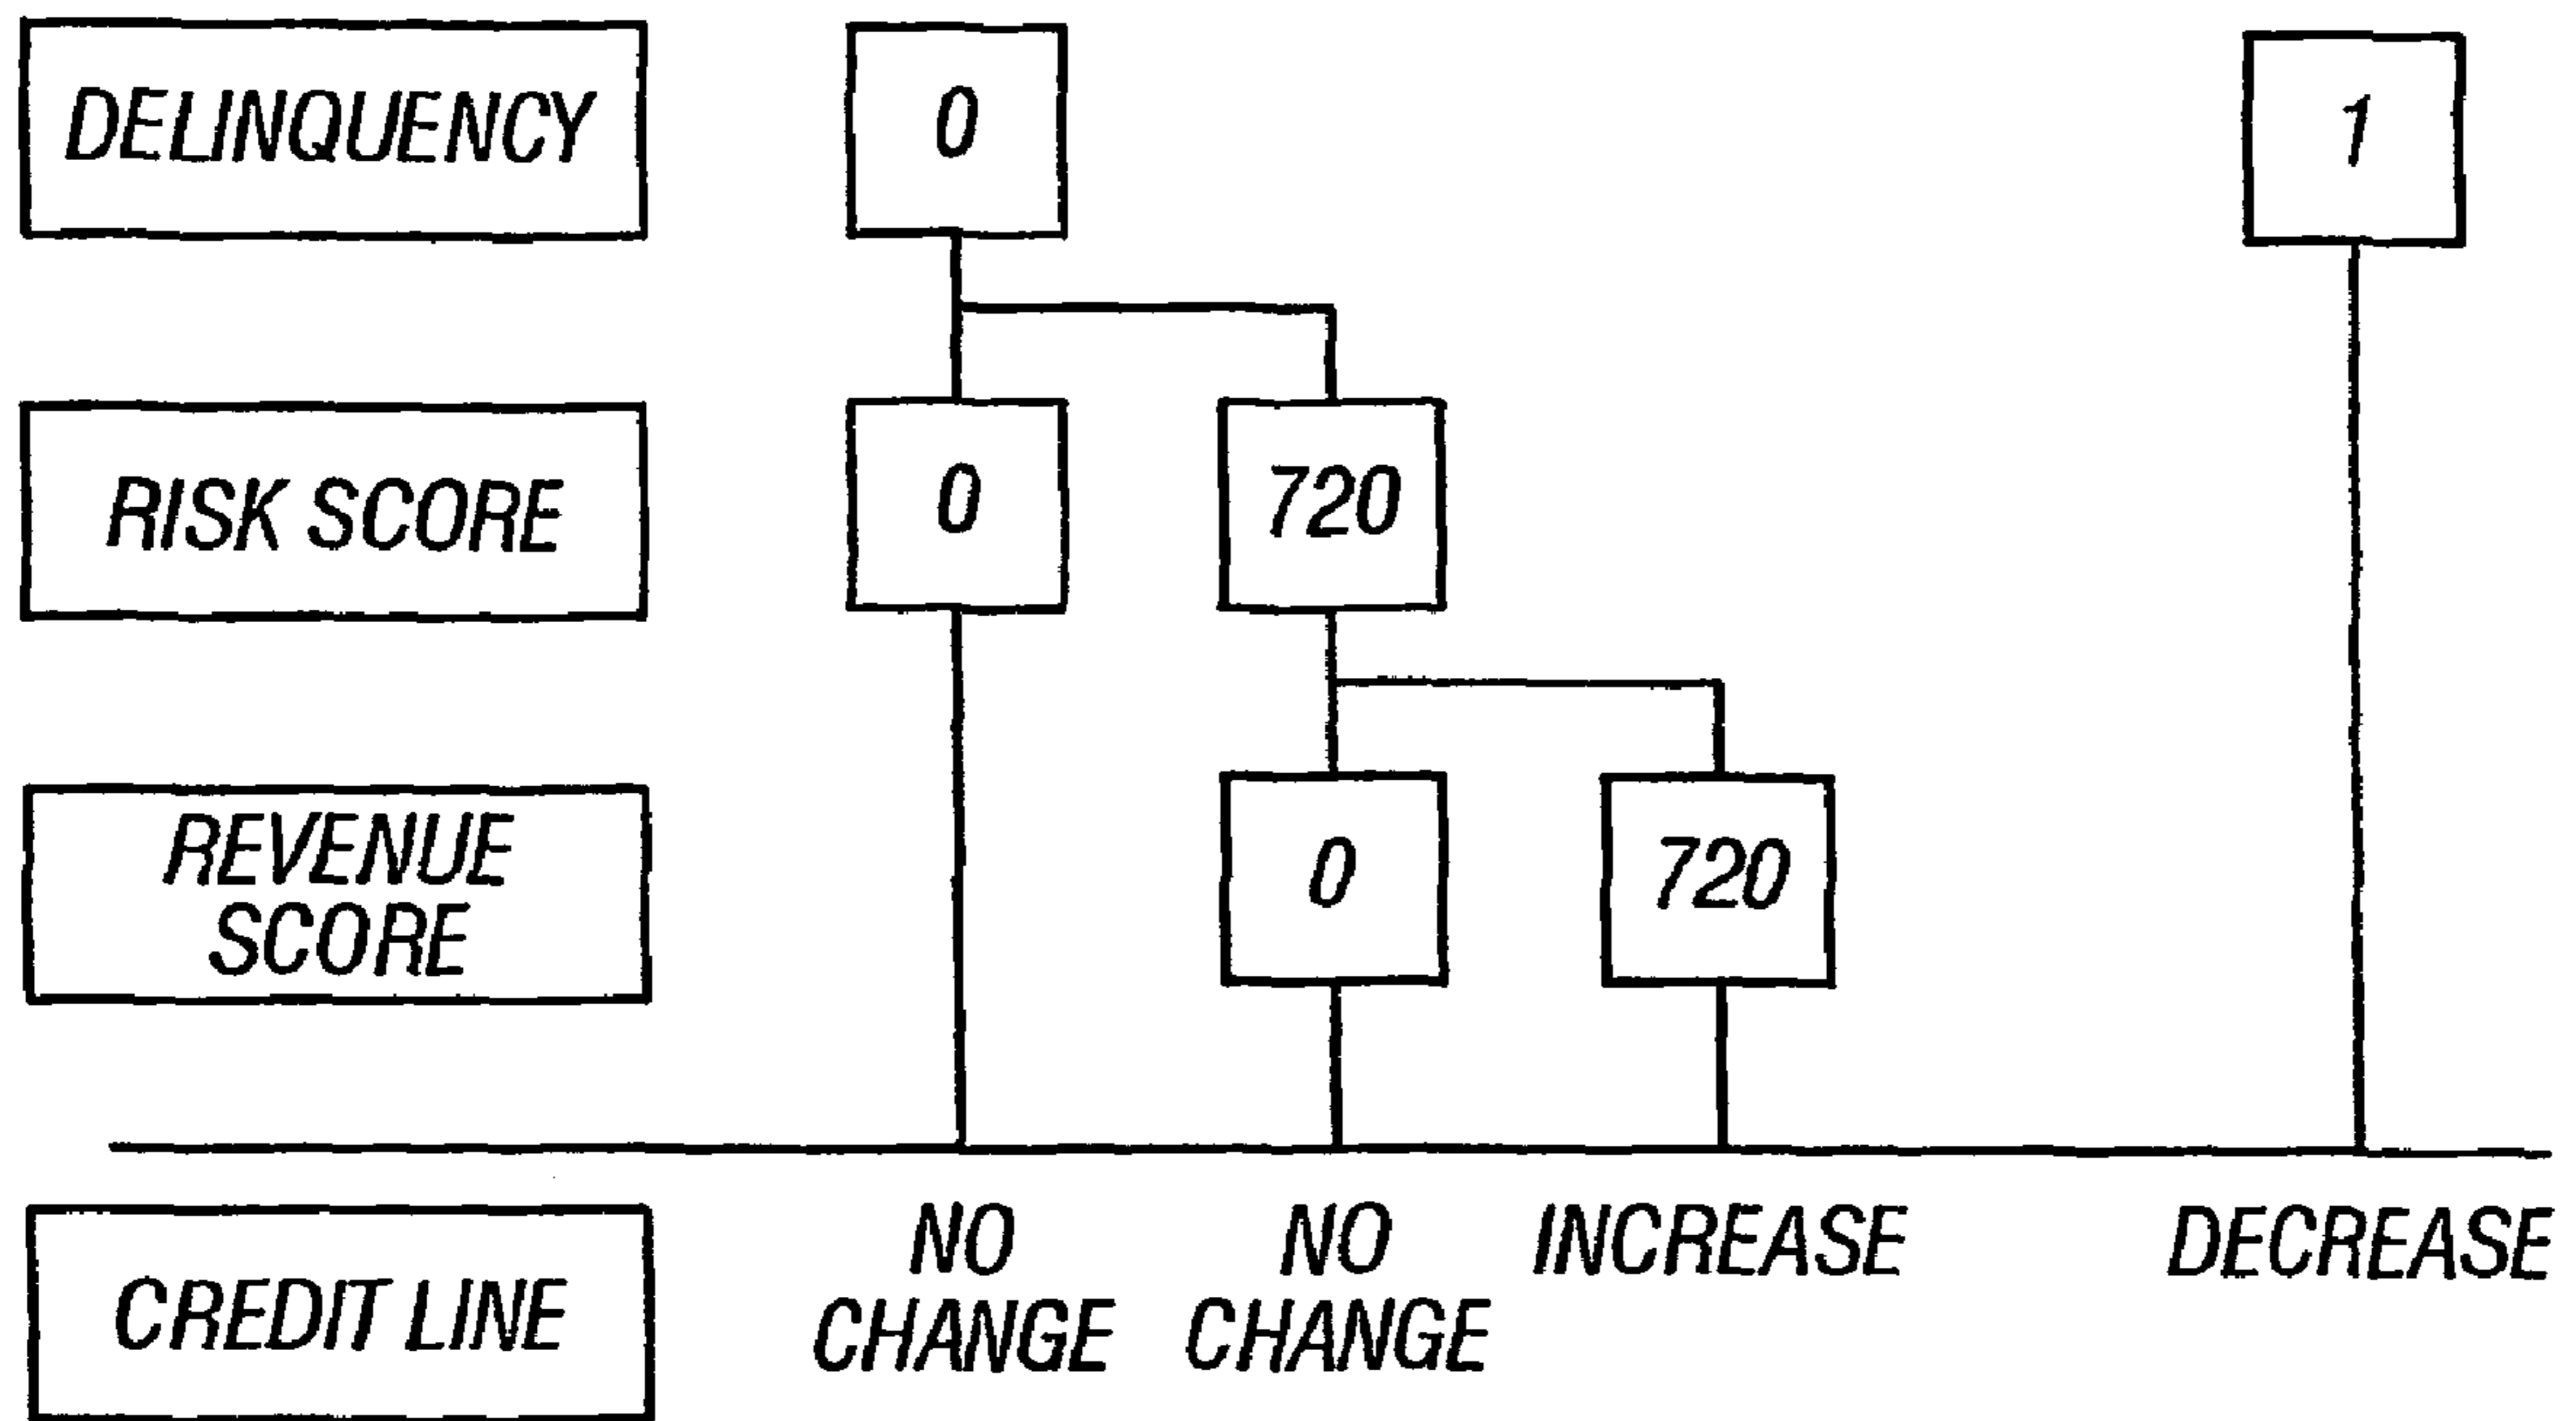 DELINQUENCY
0
1
RISK SCORE
0
720
REVENUE
SCORE
0
720
CREDIT LINE
NO
CHANGE
NO
CHANGE
INCREASE
DECREASE